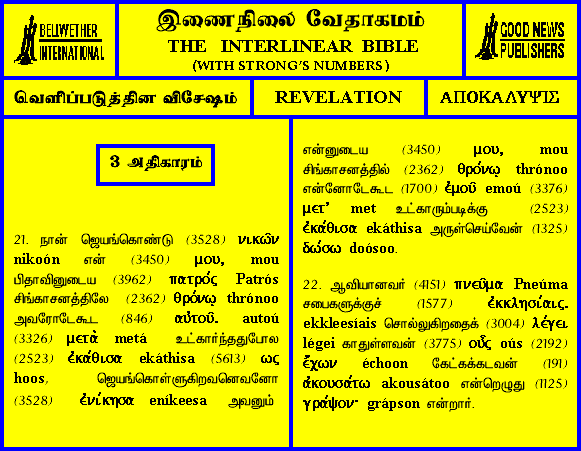 BELLWETHER
INTERNATIONAL
இணைநிலை வேதாகமம்
THE INTERLINEAR BIBLE
(WITH STRONG'S NUMBERS)
GOOD NEWS
PUBLISHERS
வெளிப்படுத்தின விசேஷம்
REVELATION
ΑΠΟΚΑΛΥΨΙΣ
3 அதிகாரம்
21. நான் ஜெயங்கொண்டு (3528) νικῶν
nikoón என் (3450) μου, mou
பிதாவினுடைய (3962) πατρός Patrós
சிங்காசனத்திலே (2362) θρόνῳ thrónoo
அவரோடேகூட (846) αὐτοῦ. autoú
(3326) μετὰ metá உட்கார்ந்ததுபோல
(2523) ἐκάθισα ekáthisa (5613) ως
hoos, ஜெயங்கொள்ளுகிறவனெவனோ
(3528) ἐνίκησα eníkeesa அவனும்
என்னுடைய (3450) μου, mou
சிங்காசனத்தில் (2362) θρόνῳ thrónoo
என்னோடேகூட (1700) ἐμοῦ emoú (3376)
μετ’ met உட்காரும்படிக்கு (2523)
ἐκάθισα ekáthisa அருள்செய்வேன் (1325)
δώσω doósoo.
22. ஆவியானவர் (4151) πνεῦμα Pneúma
சபைகளுக்குச் (1577) ἐκκλησίαις.
ekkleesíais சொல்லுகிறதைக் (3004) λέγει
légei காதுள்ளவன் (3775) οὖς oús (2192)
ἔχων échoon கேட்கக்கடவன் (191)
ἀκουσάτω akousátoo என்றெழுது (1125)
γράψον· grápson என்றார்.